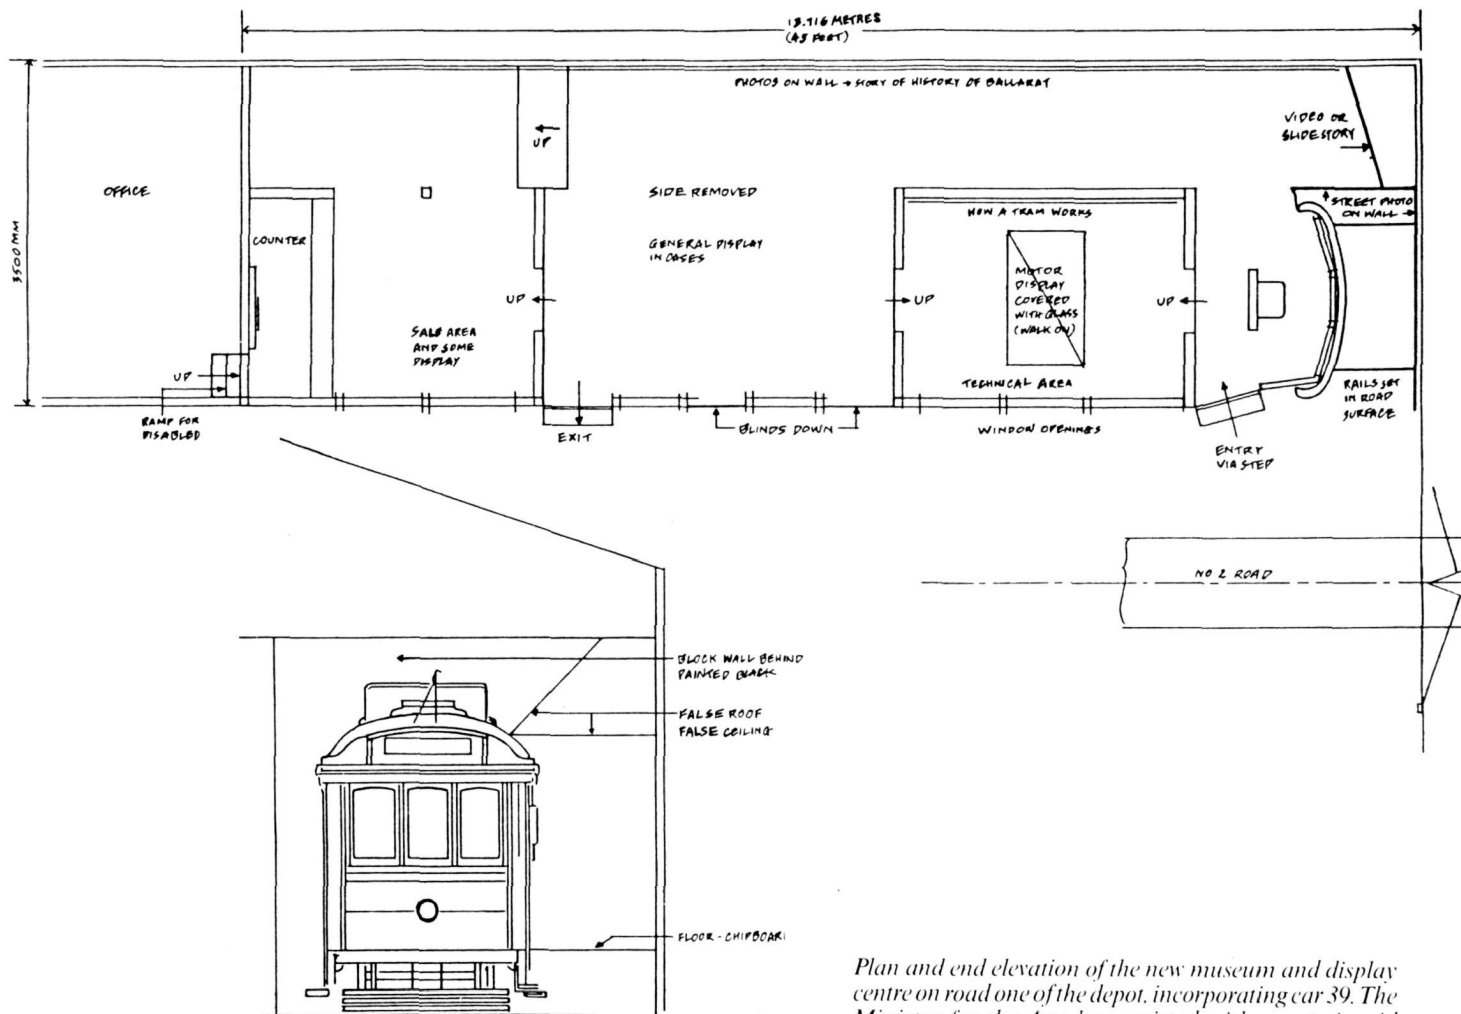 13.716 METRES
(45 FEET)
PHOTOS ON WALL → STORY OF HISTORY OF BALLARAT
VIDEO OR
SLIDE STORY
UP
OFFICE
SIDE REMOVED
STREET PHOTO
ON WALL
HOW A TRAM WORKS
COUNTER
GENERAL DISPLAY
IN CASES
3500 MM
MOTOR
DISPLAY
COVERED
WITH GLASS
(WALK ON)
UP
UP
UP
SALE AREA
AND SOME
DISPLAY
UP
TECHNICAL AREA
RAILS SET
IN ROAD
SURFACE
RAMP FOR
DISABLED
EXIT
BLINDS DOWN
WINDOW OPENINGS
ENTRY
VIA STEP
NO 2 ROAD
BLOCK WALL BEHIND
PAINTED BLACK
FALSE ROOF
FALSE CEILING
FLOOR - CHIPBOARD
Plan and end elevation of the new museum and display
centre on road one of the depot, incorporating car 39. The